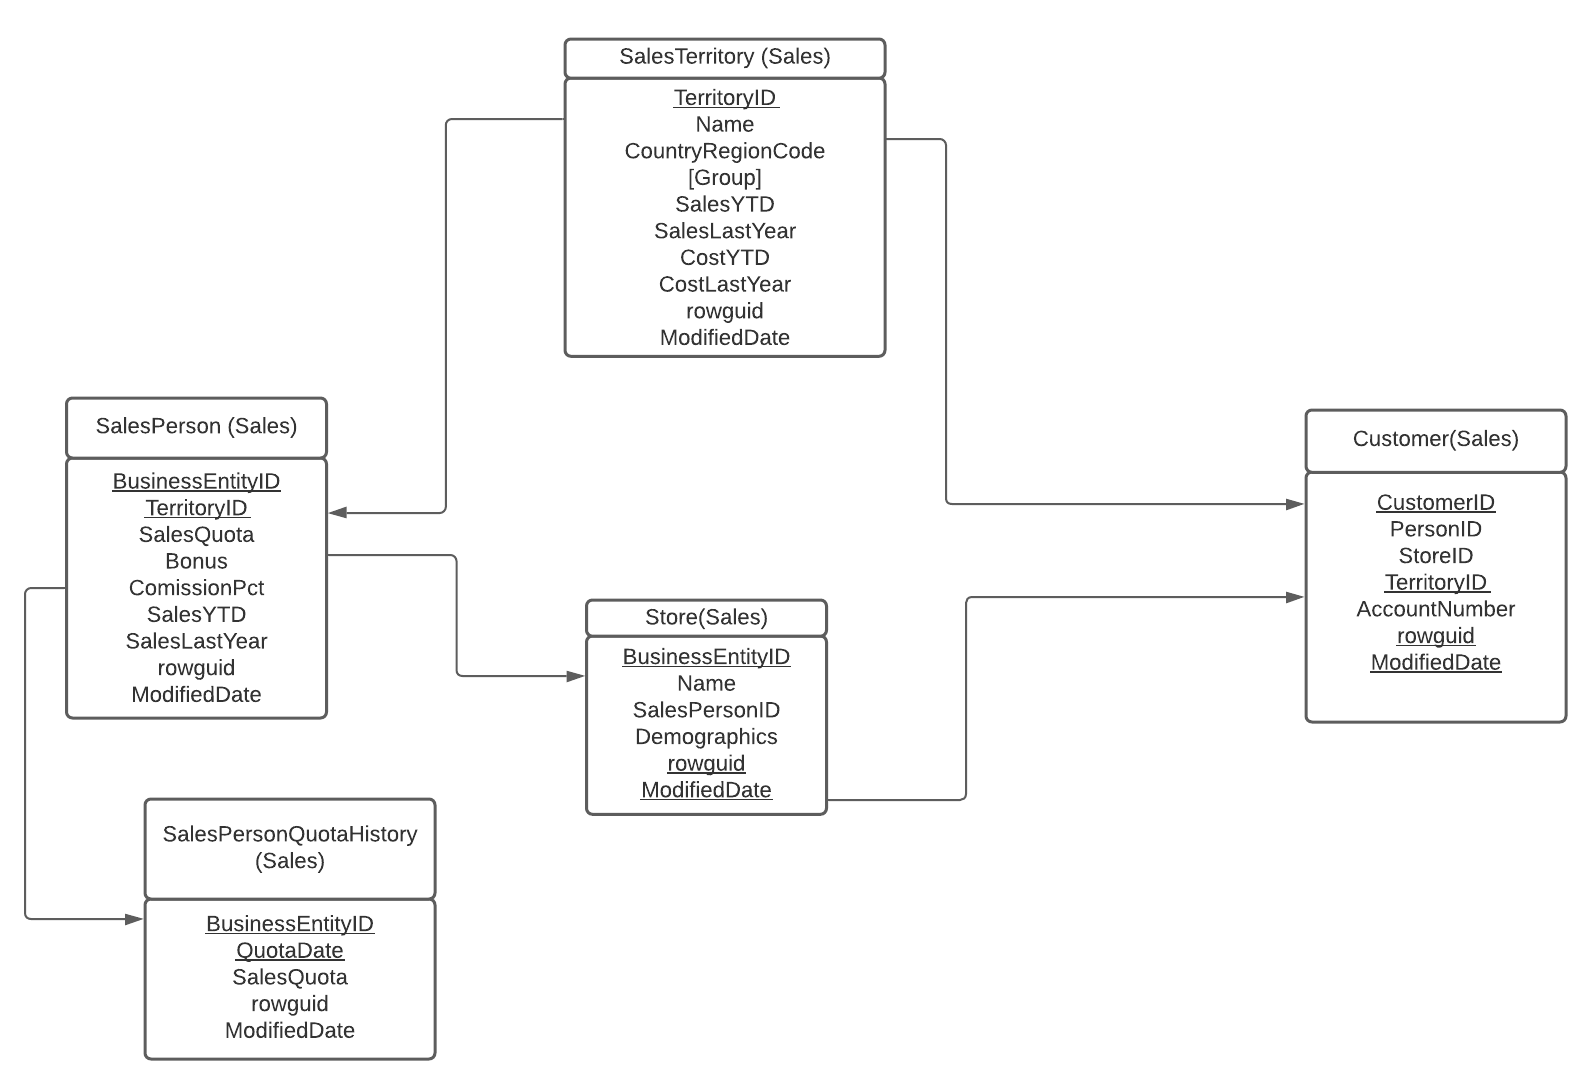 SalesTerritory (Sales)
TerritoryID
Name
CountryRegionCode
[Group]
SalesYTD
SalesLastYear
CostYTD
CostLastYear
rowguid
ModifiedDate
SalesPerson (Sales)
BusinessEntityID
TerritoryID
SalesQuota
Bonus
ComissionPct
SalesYTD
SalesLastYear
rowguid
ModifiedDate
Customer(Sales)
CustomerID
PersonID
StoreID
TerritoryID
AccountNumber
rowguid
ModifiedDate
Store(Sales)
BusinessEntityID
Name
SalesPersonID
Demographics
rowguid
ModifiedDate
SalesPersonQuotaHistory
(Sales)
BusinessEntityID
QuotaDate
SalesQuota
rowguid
ModifiedDate